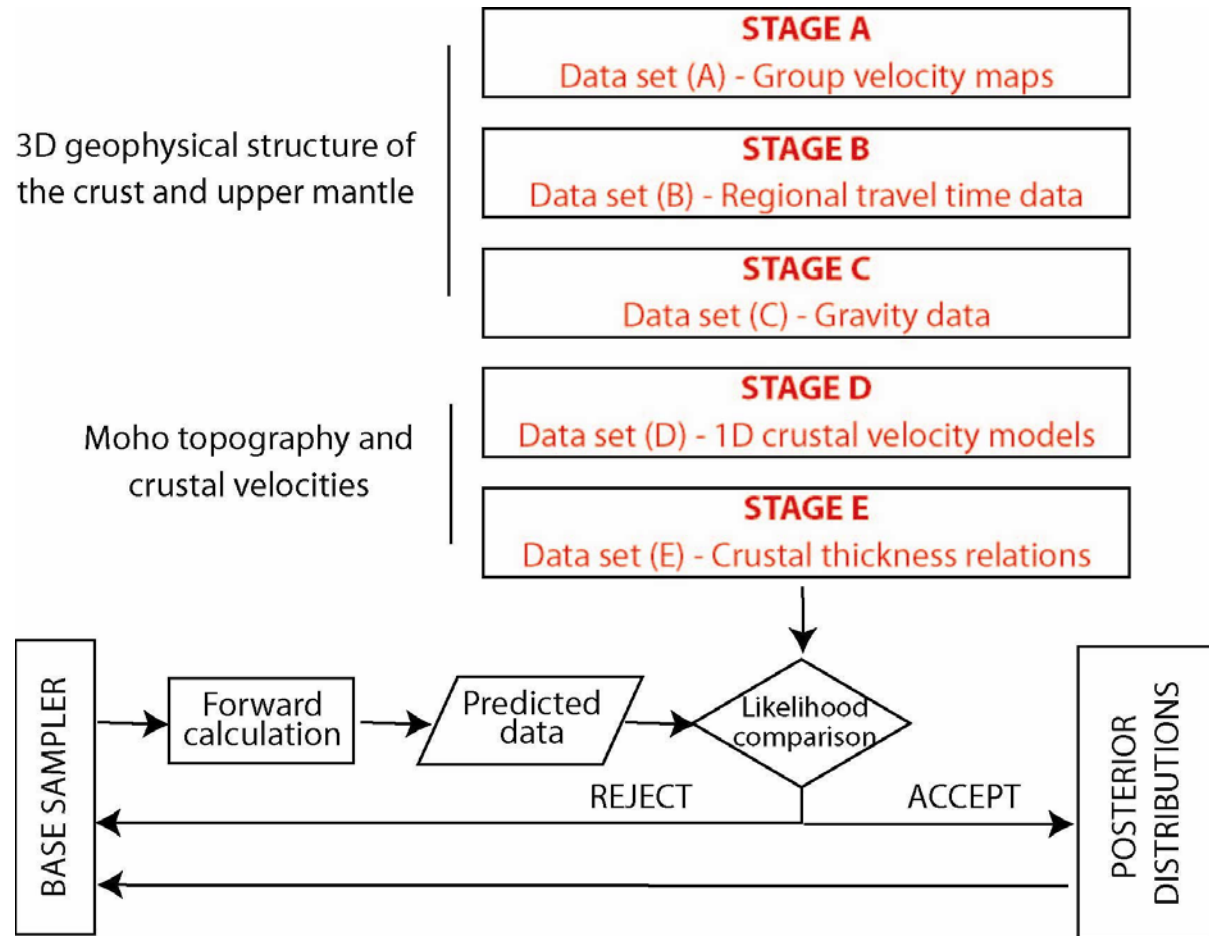 STAGE A
Data set (A) - Group velocity maps
3D geophysical structure of
the crust and upper mantle
STAGE B
Data set (B) - Regional travel time data
STAGE C
Data set (C) - Gravity data
Moho topography and
crustal velocities
STAGE D
Data set (D) - 1D crustal velocity models
STAGE E
Data set (E) - Crustal thickness relations
BASE SAMPLER
Forward
calculation
Predicted
data
Likelihood
comparison
REJECT
ACCEPT
POSTERIOR
DISTRIBUTIONS